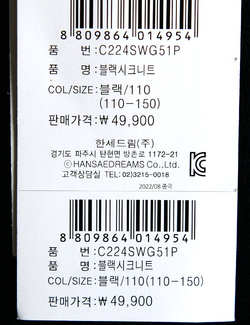 8 809864 014954
품 번 :C224SWG51P
품 명 :블랙시크니트
COL/SIZE:블랙/110
(110-150)
판매가격:₩49,900
한세드림(주)
경기도 파주시 탄현면 방촌로 1172-21
ⓒHANSAEDREAMS Co.,Ltd.
고객상담실 TEL:02)3215-0018
2022/08 중국
8 809864 014954
품 번 :C224SWG51P
품 명 :블랙시크니트
COL/SIZE:블랙/110(110-150)
판매가격:₩49,900